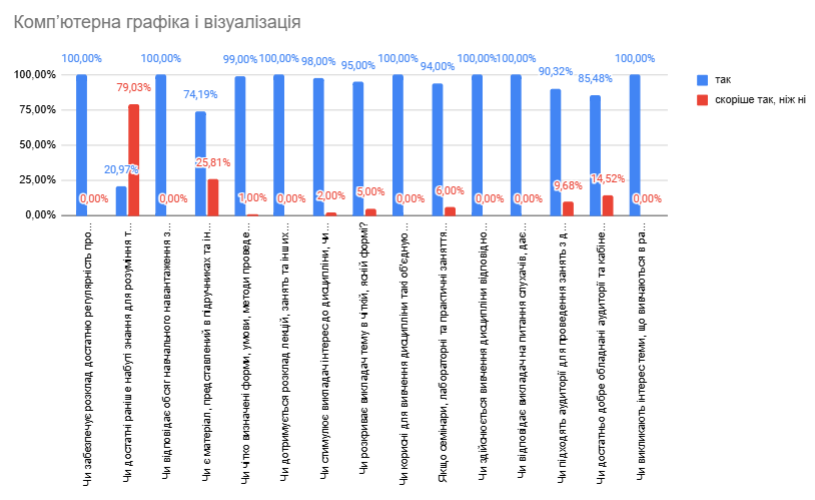 Комп’ютерна графіка і візуалізація
100,00% 100,00% 99,00% 100,00% 98,00% 95,00% 100,00% 94,00% 100,00% 100,00% 90,32% 85,48% 100,00%
79,03% 74,19%
20,97% 25,81%
0,00% 0,00% 1,00% 0,00% 2,00% 5,00% 0,00% 6,00% 0,00% 0,00% 9,68% 14,52% 0,00%
100,00%
75,00%
50,00%
25,00%
0,00%
так
скоріше так, ніж ні
Чи забезпечує розклад достатню регулярність про…
Чи достатні раніше набуті знання для розуміння т…
Чи відповідає обсяг навчального навантаження з…
Чи є матеріал, представлений в підручниках та ін…
Чи чітко визначені форми, умови, методи проведе…
Чи дотримується розклад лекцій, занять та інших…
Чи стимулює викладач інтерес до дисципліни, чи…
Чи розкриває викладач тему в чіткій, ясній формі?
Чи корисні для вивчення дисципліни такі об'єдную…
Якщо семінари, лабораторні та практичні заняття…
Чи здійснюється вивчення дисципліни відповідно…
Чи відповідає викладач на питання слухачів, дає…
Чи підходять аудиторії для проведення занять з д…
Чи достатньо добре обладнані аудиторії та кабіне…
Чи викликають інтерес теми, що вивчаються в ра…